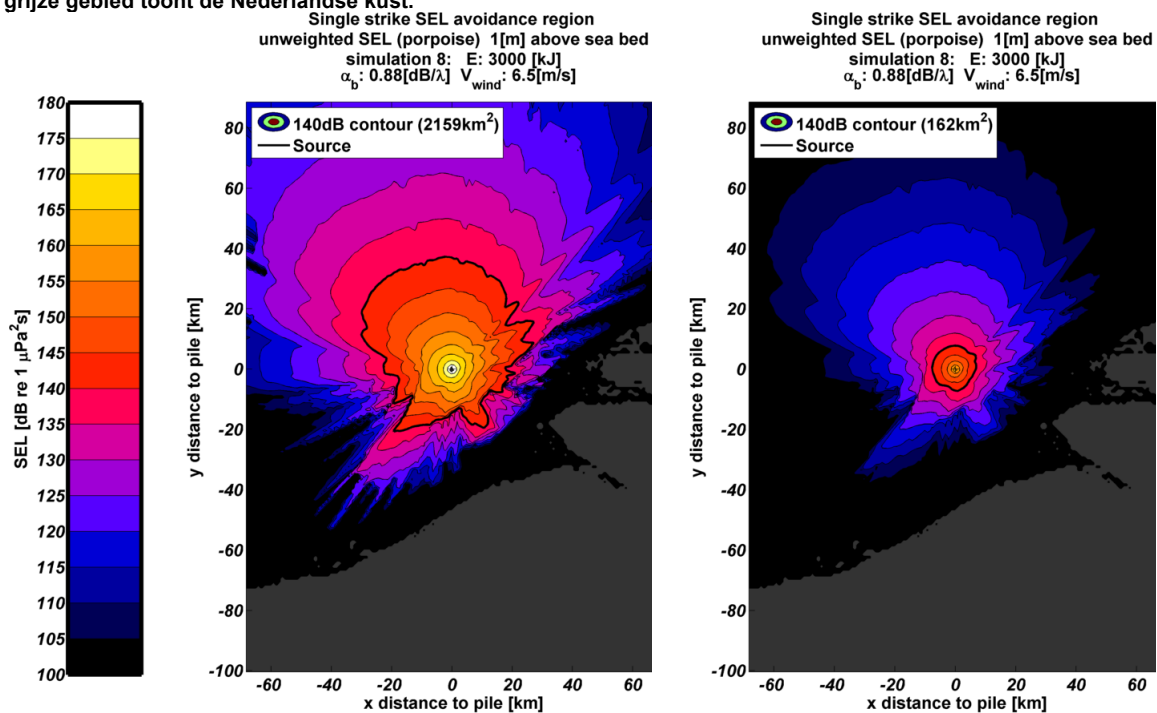 grijze gebied toont de Nederlandse kust.
Single strike SEL avoidance region
unweighted SEL (porpoise) 1[m] above sea bed
simulation 8: E: 3000 [kJ]
α_b: 0.88[dB/λ] V_wind: 6.5[m/s]
Single strike SEL avoidance region
unweighted SEL (porpoise) 1[m] above sea bed
simulation 8: E: 3000 [kJ]
α_b: 0.88[dB/λ] V_wind: 6.5[m/s]
180
175
170
165
160
155
150
145
140
135
130
125
120
115
110
105
100
SEL [dB re 1 μPa²s]
140dB contour (2159km²)
Source
80
60
40
20
0
-20
-40
-60
-80
-100
y distance to pile [km]
-60 -40 -20 0 20 40 60
x distance to pile [km]
140dB contour (162km²)
Source
80
60
40
20
0
-20
-40
-60
-80
-100
y distance to pile [km]
-60 -40 -20 0 20 40 60
x distance to pile [km]